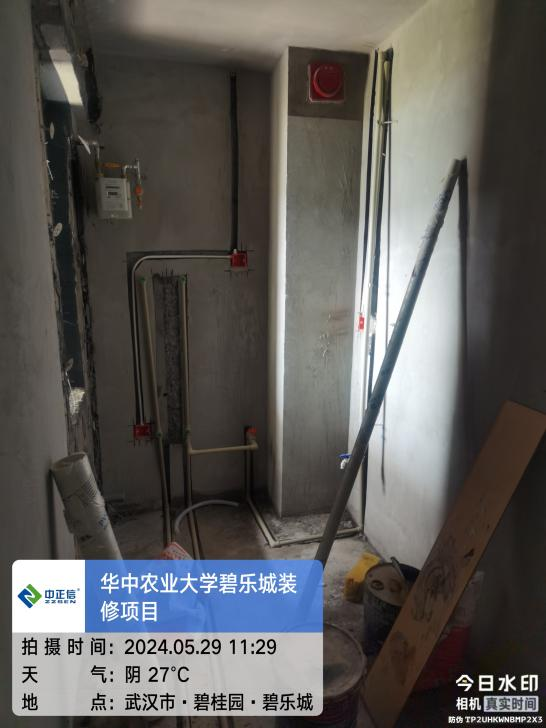 中正信®
ZZSEN
华中农业大学碧乐城装
修项目
拍摄时间：2024.05.29 11:29
天气：阴 27℃
地点：武汉市·碧桂园·碧乐城
今日水印
相机 真实时间
防伪 TP2UHKWNBMP2X3